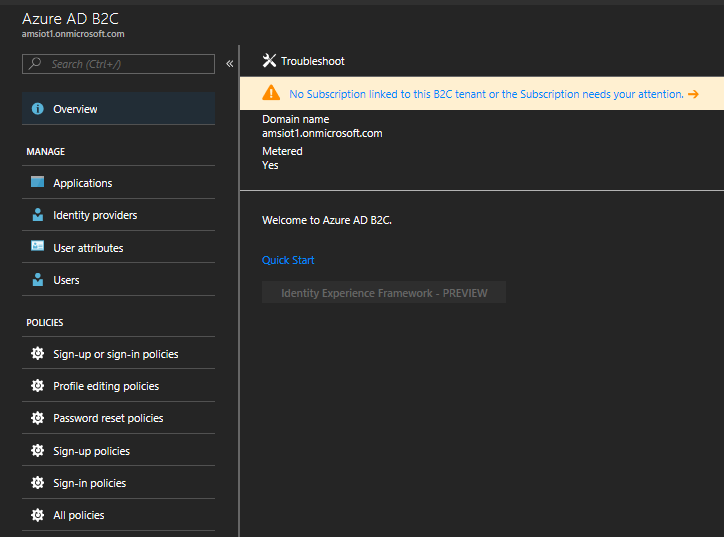 Azure AD B2C
amsiot1.onmicrosoft.com
Search (Ctrl+/)
«
Overview
MANAGE
Applications
Identity providers
User attributes
Users
POLICIES
Sign-up or sign-in policies
Profile editing policies
Password reset policies
Sign-up policies
Sign-in policies
All policies
Troubleshoot
No Subscription linked to this B2C tenant or the Subscription needs your attention. →
Domain name
amsiot1.onmicrosoft.com
Metered
Yes
Welcome to Azure AD B2C.
Quick Start
Identity Experience Framework - PREVIEW